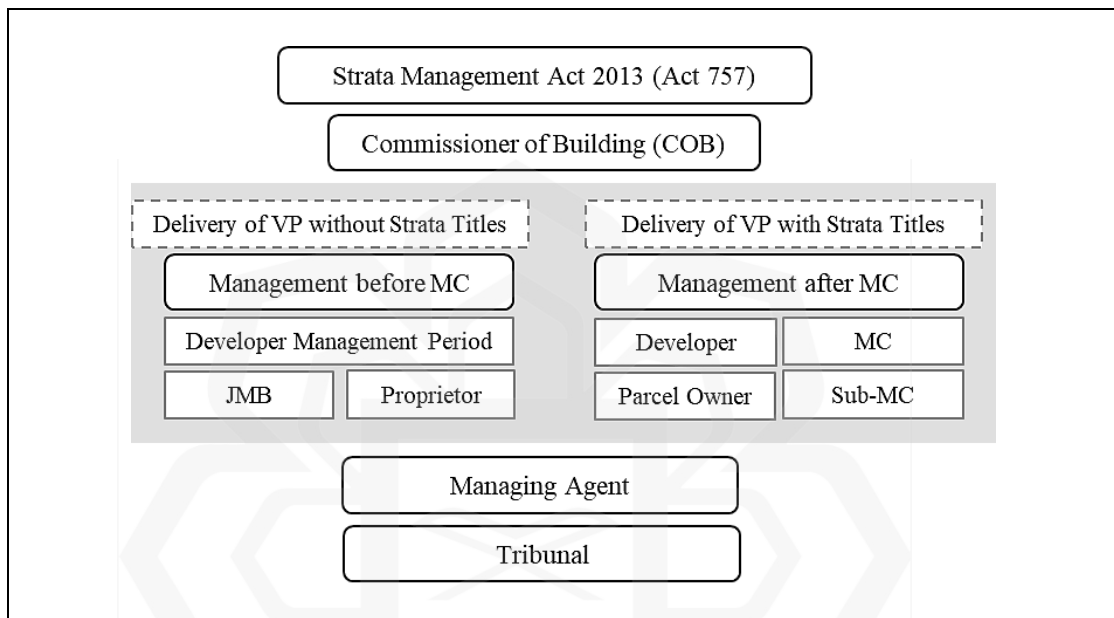 Strata Management Act 2013 (Act 757)
Commissioner of Building (COB)
Delivery of VP without Strata Titles
Management before MC
Developer Management Period
JMB
Proprietor
Delivery of VP with Strata Titles
Management after MC
Developer
MC
Parcel Owner
Sub-MC
Managing Agent
Tribunal